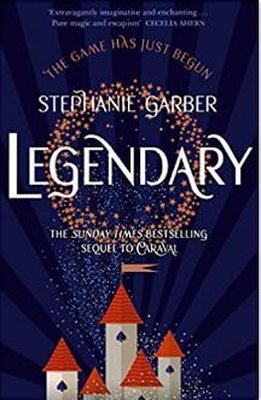 'Extravagantly imaginative and enchanting ...
Pure magic and escapism' CECELIA AHERN
THE GAME HAS JUST BEGUN
STEPHANIE GARBER
LEGENDARY
THE SUNDAY TIMES BESTSELLING
SEQUEL TO CARAVAL